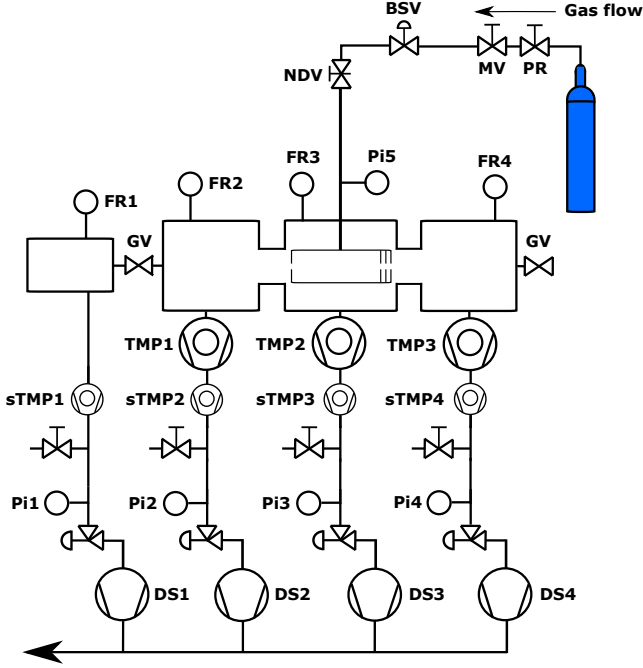 BSV
Gas flow
NDV
MV
PR
FR3
Pi5
FR4
FR2
FR1
GV
GV
TMP1
TMP2
TMP3
sTMP1
sTMP2
sTMP3
sTMP4
Pi1
Pi2
Pi3
Pi4
DS1
DS2
DS3
DS4